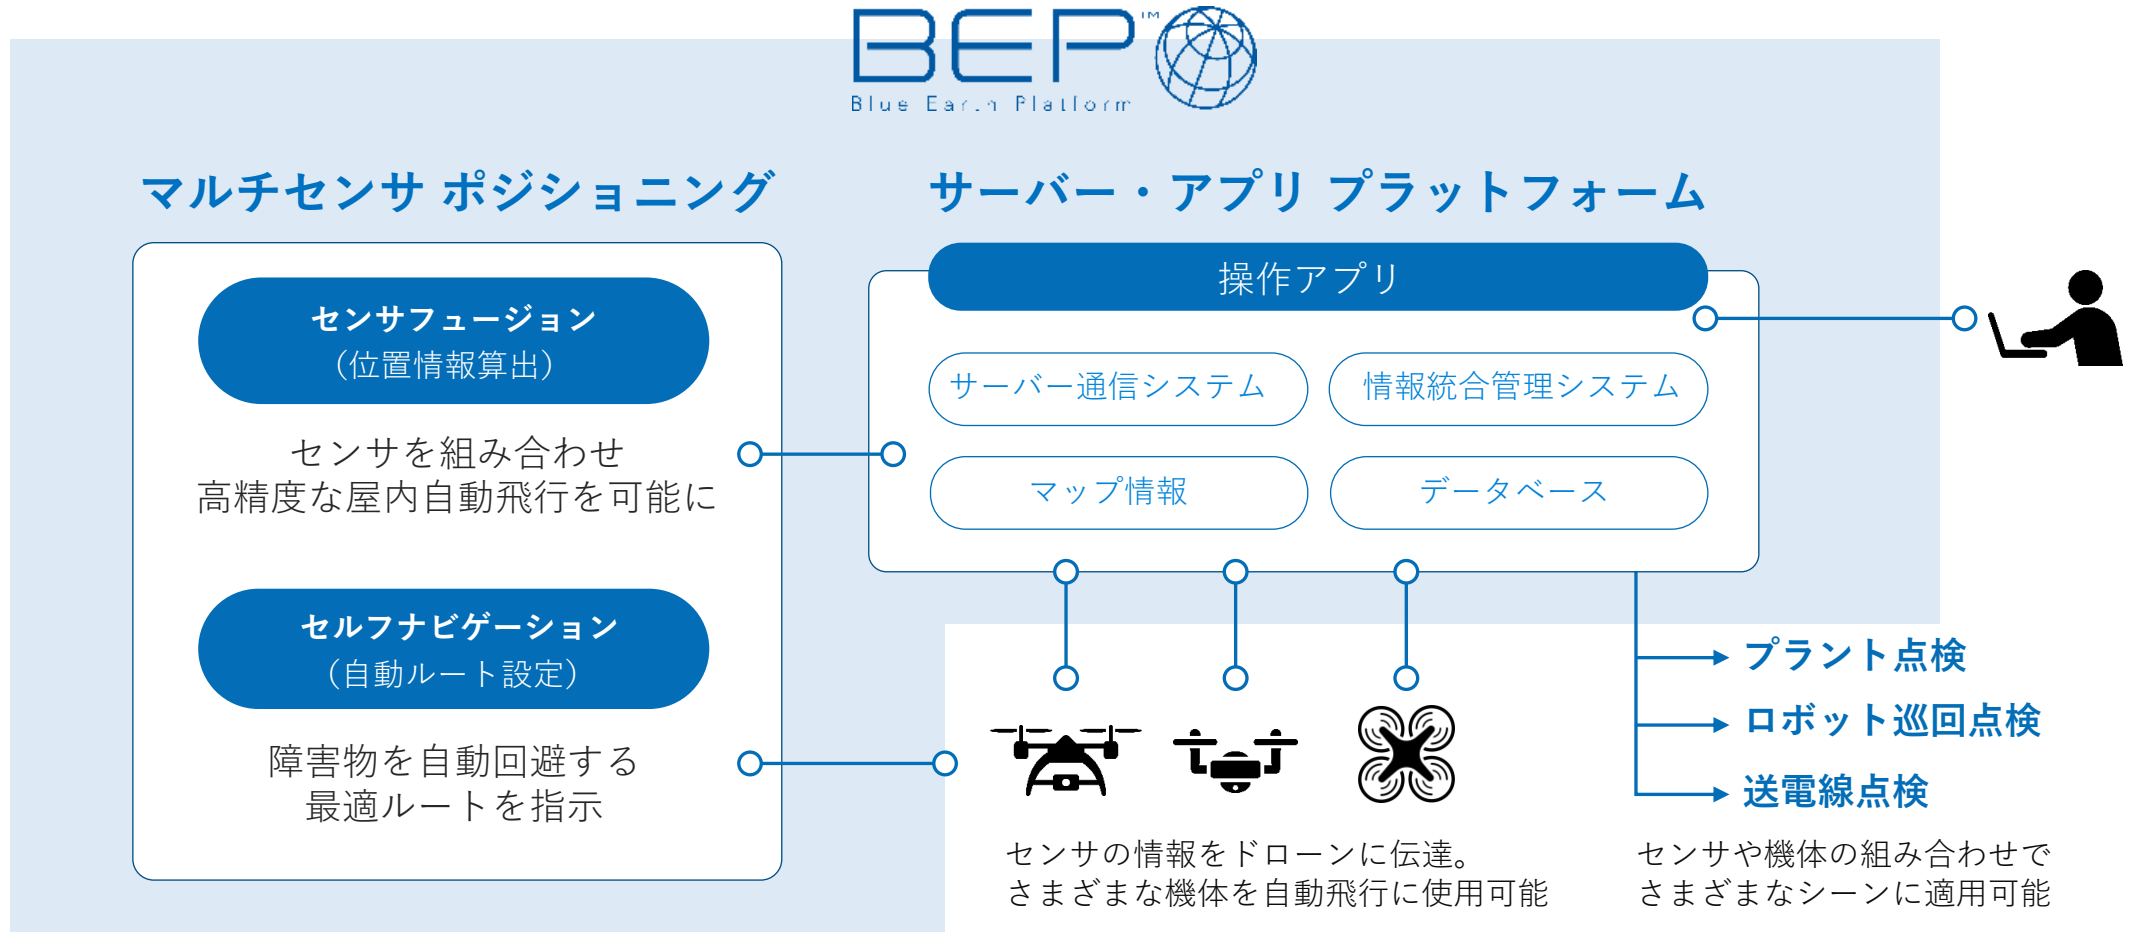 BEP™
Blue Earth Platform
マルチセンサ ポジショニング
センサフュージョン
（位置情報算出）
センサを組み合わせ
高精度な屋内自動飛行を可能に
セルフナビゲーション
（自動ルート設定）
障害物を自動回避する
最適ルートを指示
サーバー・アプリ プラットフォーム
操作アプリ
サーバー通信システム
情報統合管理システム
マップ情報
データベース
センサの情報をドローンに伝達。
さまざまな機体を自動飛行に使用可能
プラント点検
ロボット巡回点検
送電線点検
センサや機体の組み合わせで
さまざまなシーンに適用可能